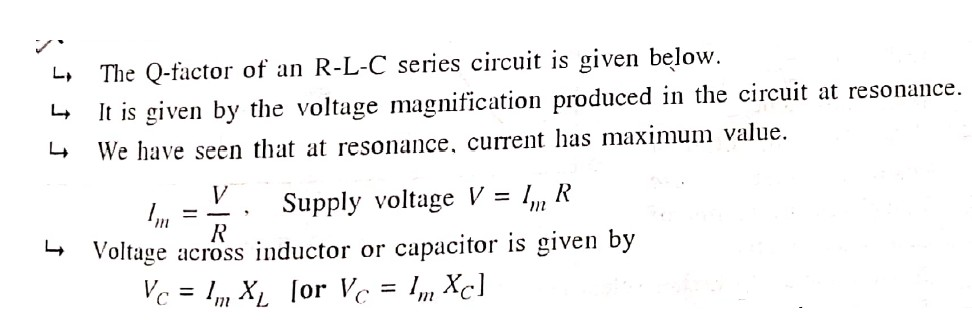 ↳ The Q-factor of an R-L-C series circuit is given below.
↳ It is given by the voltage magnification produced in the circuit at resonance.
↳ We have seen that at resonance, current has maximum value.
I_m = V/R , Supply voltage V = I_m R
↳ Voltage across inductor or capacitor is given by
V_C = I_m X_L [or V_C = I_m X_C]